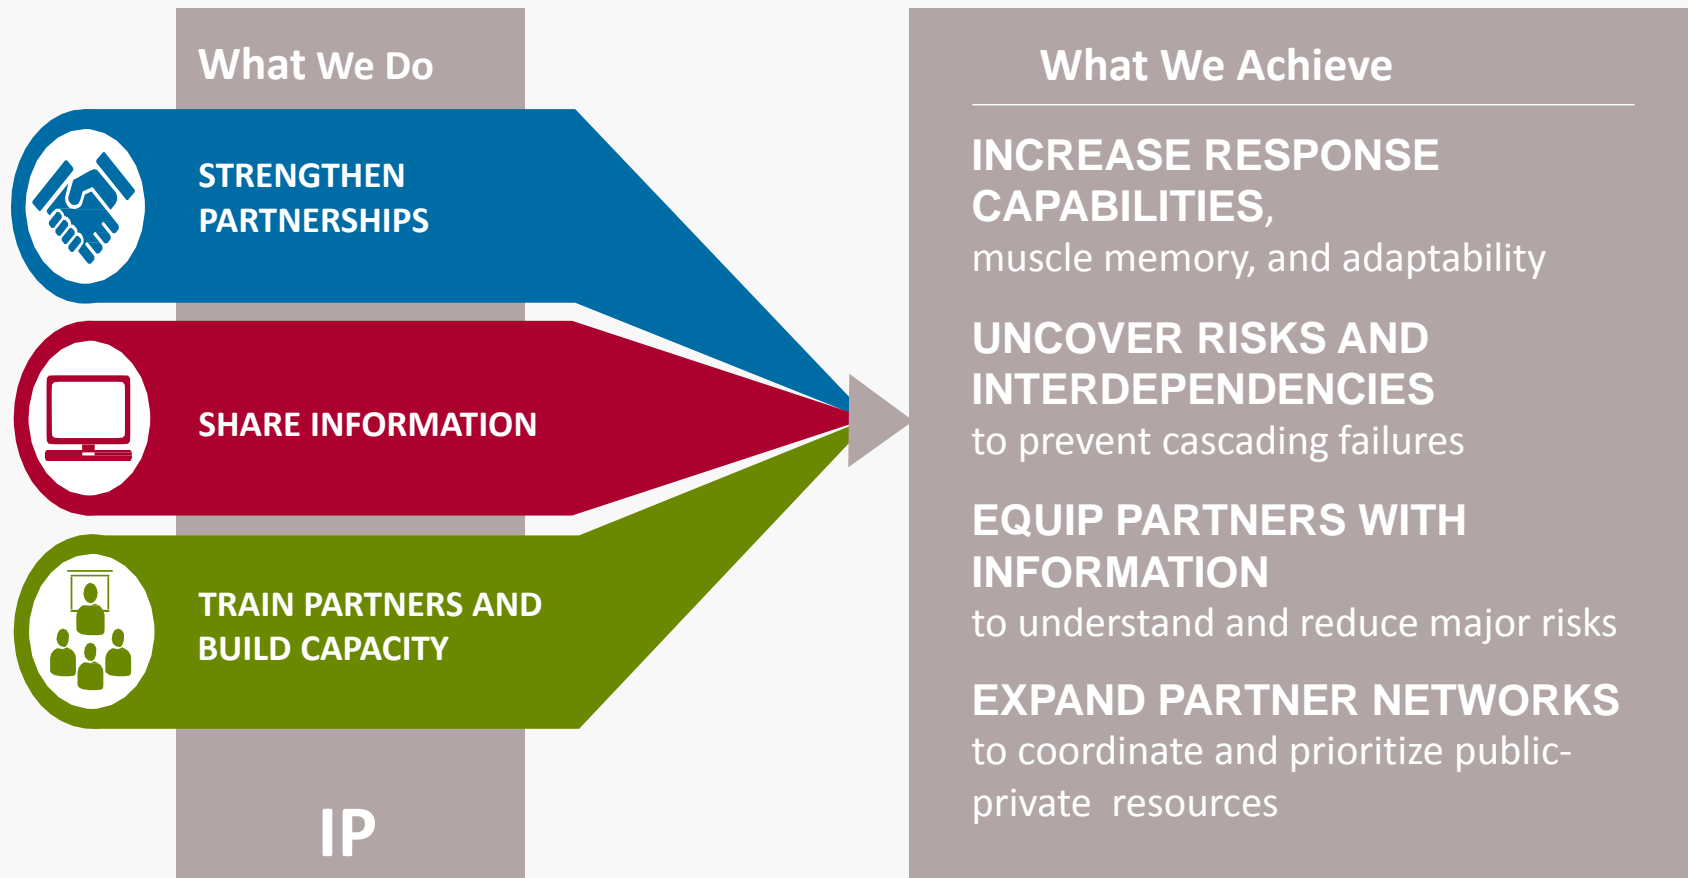 What We Do
STRENGTHEN
PARTNERSHIPS
SHARE INFORMATION
TRAIN PARTNERS AND
BUILD CAPACITY
IP
What We Achieve
INCREASE RESPONSE
CAPABILITIES,
muscle memory, and adaptability
UNCOVER RISKS AND
INTERDEPENDENCIES
to prevent cascading failures
EQUIP PARTNERS WITH
INFORMATION
to understand and reduce major risks
EXPAND PARTNER NETWORKS
to coordinate and prioritize public-
private  resources